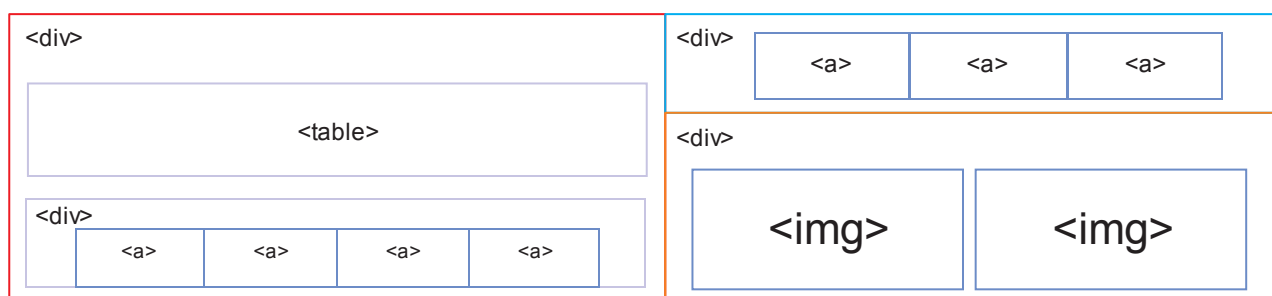 <div>
<table>
<div>
<a> <a> <a> <a>
<div>
<a> <a> <a>
<div>
<img> <img>